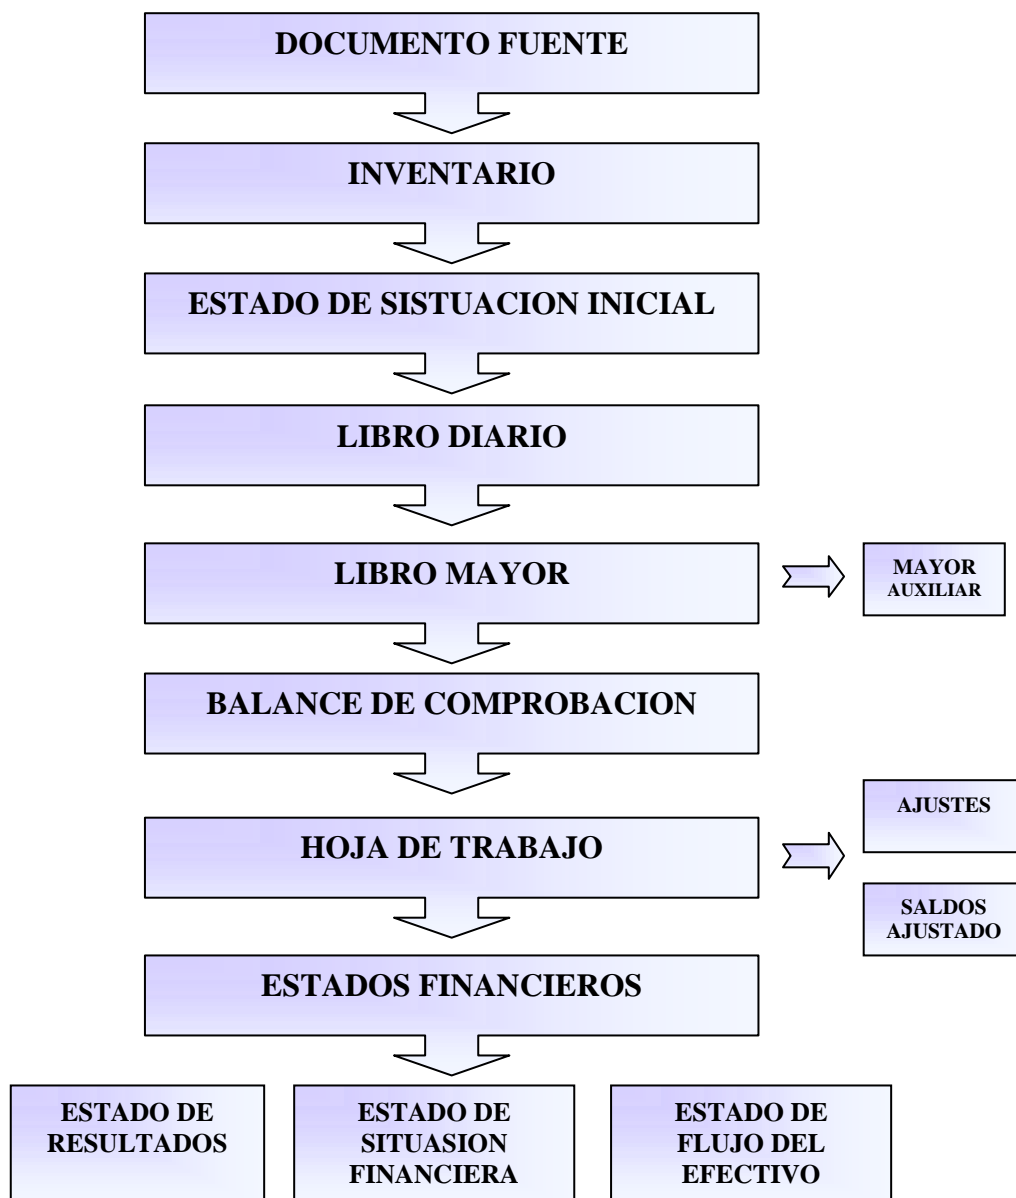 DOCUMENTO FUENTE
INVENTARIO
ESTADO DE SISTUACION INICIAL
LIBRO DIARIO
LIBRO MAYOR
MAYOR
AUXILIAR
BALANCE DE COMPROBACION
HOJA DE TRABAJO
AJUSTES
SALDOS
AJUSTADO
ESTADOS FINANCIEROS
ESTADO DE
RESULTADOS
ESTADO DE
SITUASION
FINANCIERA
ESTADO DE
FLUJO DEL
EFECTIVO